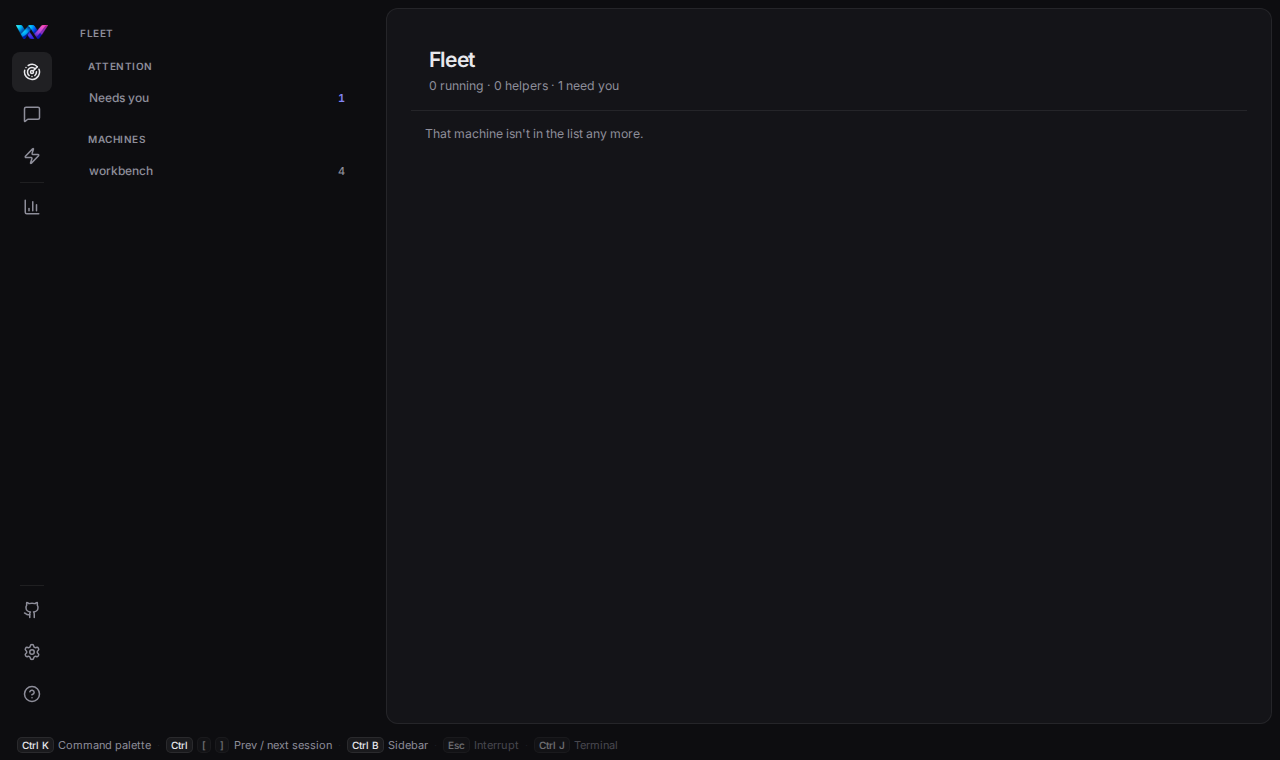 FLEET
ATTENTION
Needs you 1
MACHINES
workbench 4
Fleet
0 running · 0 helpers · 1 need you
That machine isn't in the list any more.
Ctrl K Command palette Ctrl [ ] Prev / next session Ctrl B Sidebar Esc Interrupt Ctrl J Terminal